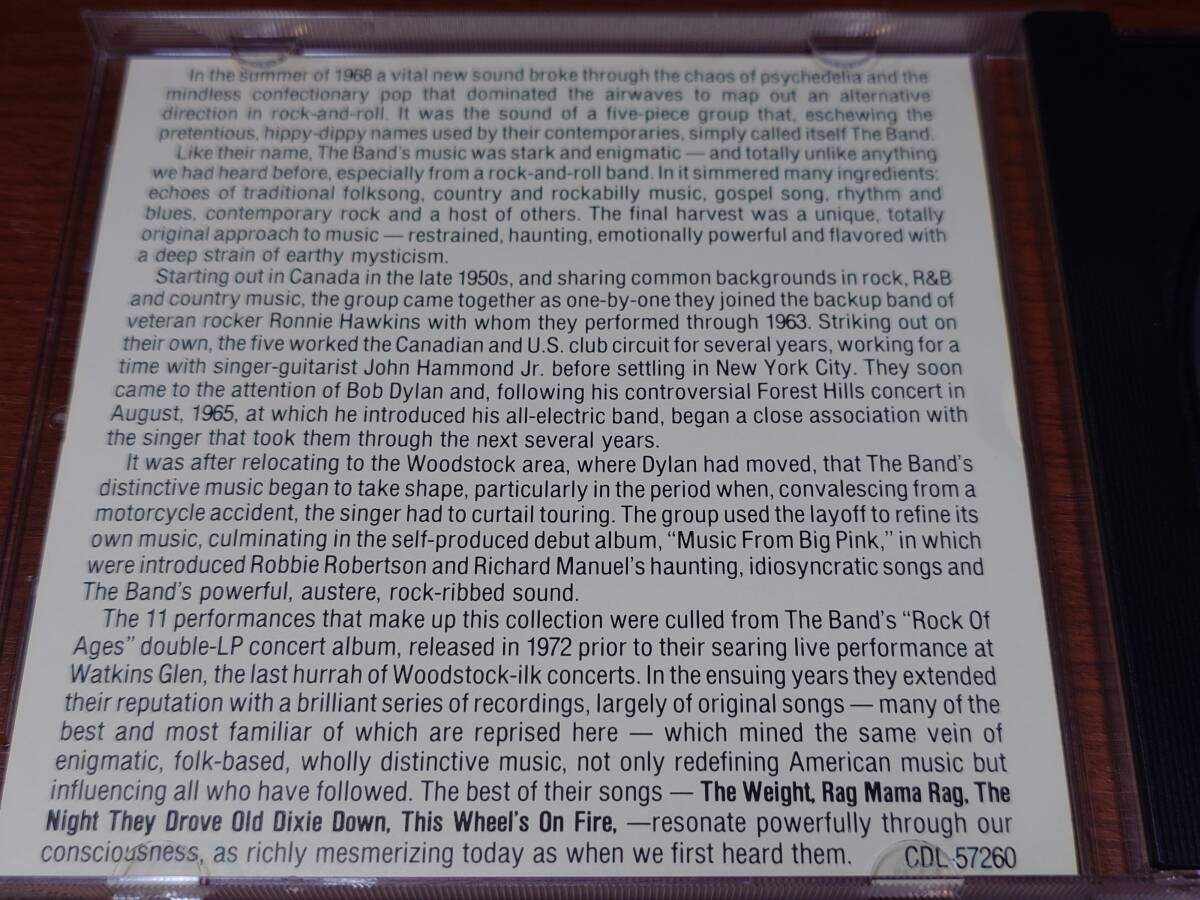 In the summer of 1968 a vital new sound broke through the chaos of psychedelia and the
mindless confectionary pop that dominated the airwaves to map out an alternative
direction in rock-and-roll. It was the sound of a five-piece group that, eschewing the
pretentious, hippy-dippy names used by their contemporaries, simply called itself The Band.
Like their name, The Band's music was stark and enigmatic — and totally unlike anything
we had heard before, especially from a rock-and-roll band. In it simmered many ingredients:
echoes of traditional folksong, country and rockabilly music, gospel song, rhythm and
blues, contemporary rock and a host of others. The final harvest was a unique, totally
original approach to music — restrained, haunting, emotionally powerful and flavored with
a deep strain of earthy mysticism.
Starting out in Canada in the late 1950s, and sharing common backgrounds in rock, R&B
and country music, the group came together as one-by-one they joined the backup band of
veteran rocker Ronnie Hawkins with whom they performed through 1963. Striking out on
their own, the five worked the Canadian and U.S. club circuit for several years, working for a
time with singer-guitarist John Hammond Jr. before settling in New York City. They soon
came to the attention of Bob Dylan and, following his controversial Forest Hills concert in
August, 1965, at which he introduced his all-electric band, began a close association with
the singer that took them through the next several years.
It was after relocating to the Woodstock area, where Dylan had moved, that The Band's
distinctive music began to take shape, particularly in the period when, convalescing from a
motorcycle accident, the singer had to curtail touring. The group used the layoff to refine its
own music, culminating in the self-produced debut album, "Music From Big Pink," in which
were introduced Robbie Robertson and Richard Manuel's haunting, idiosyncratic songs and
The Band's powerful, austere, rock-ribbed sound.
The 11 performances that make up this collection were culled from The Band's "Rock Of
Ages" double-LP concert album, released in 1972 prior to their searing live performance at
Watkins Glen, the last hurrah of Woodstock-ilk concerts. In the ensuing years they extended
their reputation with a brilliant series of recordings, largely of original songs — many of the
best and most familiar of which are reprised here — which mined the same vein of
enigmatic, folk-based, wholly distinctive music, not only redefining American music but
influencing all who have followed. The best of their songs — The Weight, Rag Mama Rag, The
Night They Drove Old Dixie Down, This Wheel's On Fire, —resonate powerfully through our
consciousness, as richly mesmerizing today as when we first heard them. CDL-57260